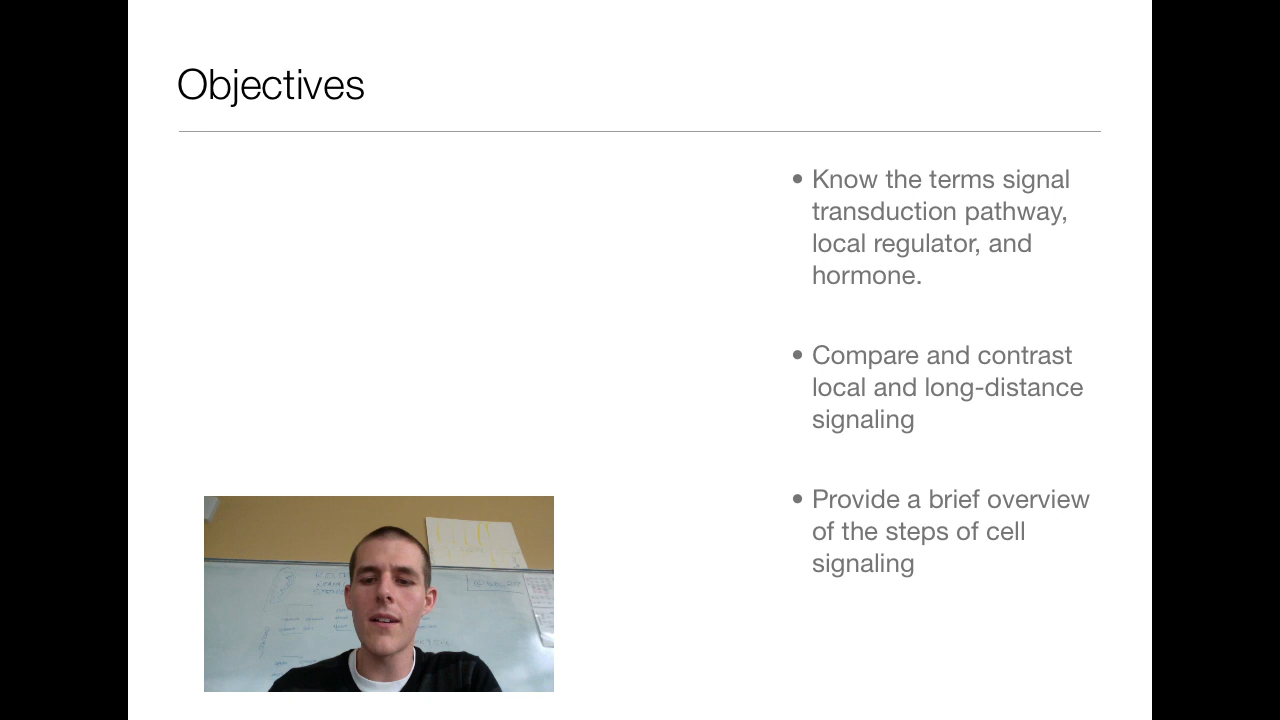 Objectives
• Know the terms signal
transduction pathway,
local regulator, and
hormone.
• Compare and contrast
local and long-distance
signaling
• Provide a brief overview
of the steps of cell
signaling